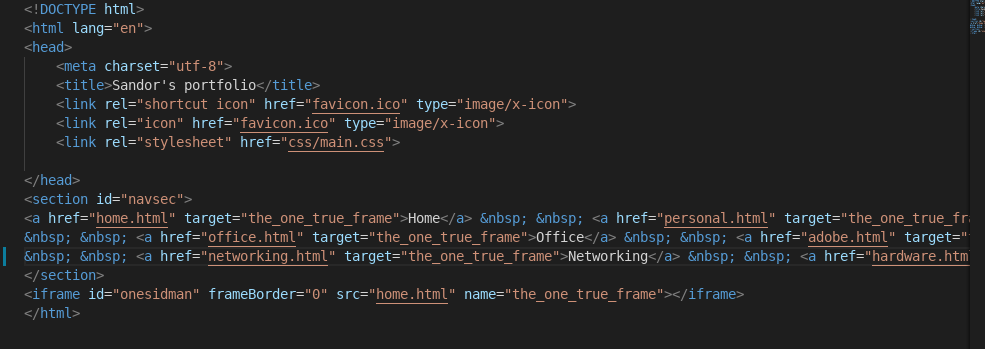 <!DOCTYPE html>
<html lang="en">
<head>
<meta charset="utf-8">
<title>Sandor's portfolio</title>
<link rel="shortcut icon" href="favicon.ico" type="image/x-icon">
<link rel="icon" href="favicon.ico" type="image/x-icon">
<link rel="stylesheet" href="css/main.css">
</head>
<section id="navsec">
<a href="home.html" target="the_one_true_frame">Home</a> &nbsp; &nbsp; <a href="personal.html" target="the_one_true_fr
&nbsp; &nbsp; <a href="office.html" target="the_one_true_frame">Office</a> &nbsp; &nbsp; <a href="adobe.html" target="
&nbsp; &nbsp; <a href="networking.html" target="the_one_true_frame">Networking</a> &nbsp; &nbsp; <a href="hardware.htm
</section>
<iframe id="onesidman" frameBorder="0" src="home.html" name="the_one_true_frame"></iframe>
</html>